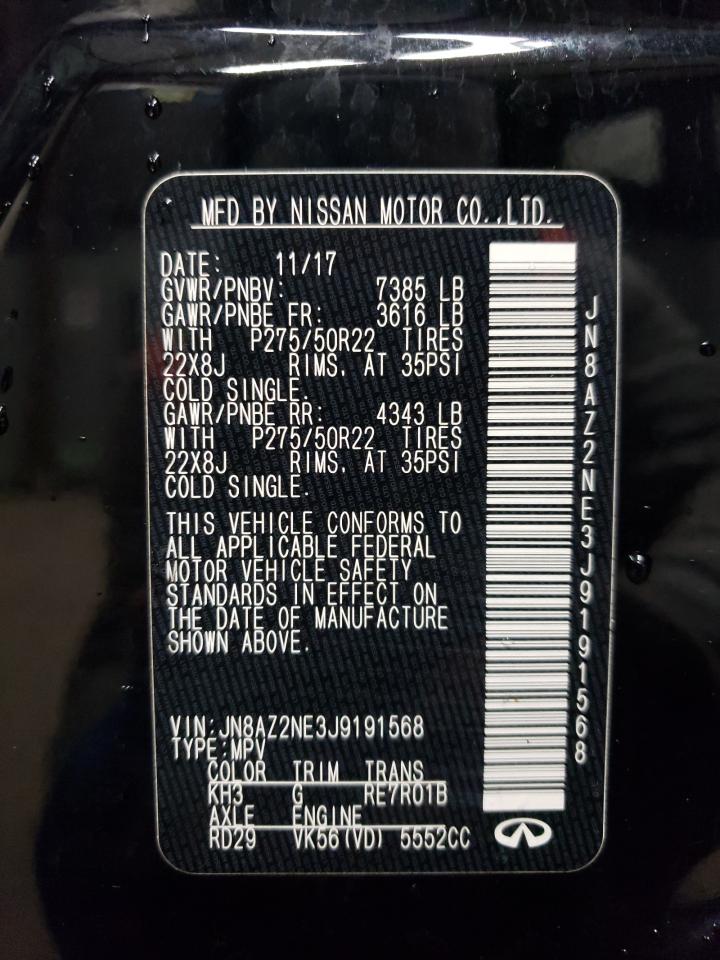 MFD BY NISSAN MOTOR CO.,LTD.
DATE: 11/17
GVWR/PNBV: 7385 LB
GAWR/PNBE FR: 3616 LB
WITH P275/50R22 TIRES
22X8J RIMS, AT 35PSI
COLD SINGLE.
GAWR/PNBE RR: 4343 LB
WITH P275/50R22 TIRES
22X8J RIMS, AT 35PSI
COLD SINGLE.
THIS VEHICLE CONFORMS TO
ALL APPLICABLE FEDERAL
MOTOR VEHICLE SAFETY
STANDARDS IN EFFECT ON
THE DATE OF MANUFACTURE
SHOWN ABOVE.
VIN:JN8AZ2NE3J9191568
TYPE:MPV
COLOR TRIM TRANS
KH3 G RE7R01B
AXLE ENGINE
RD29 VK56(VD) 5552CC
JN8AZ2NE3J9191568